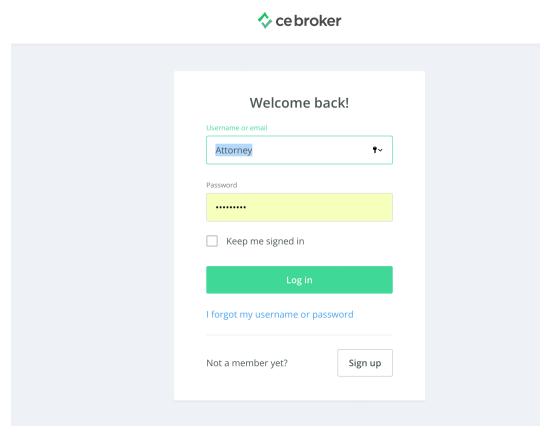 ce broker
Welcome back!
Username or email
Attorney
Password
•••••••••
Keep me signed in
Log in
I forgot my username or password
Not a member yet?
Sign up